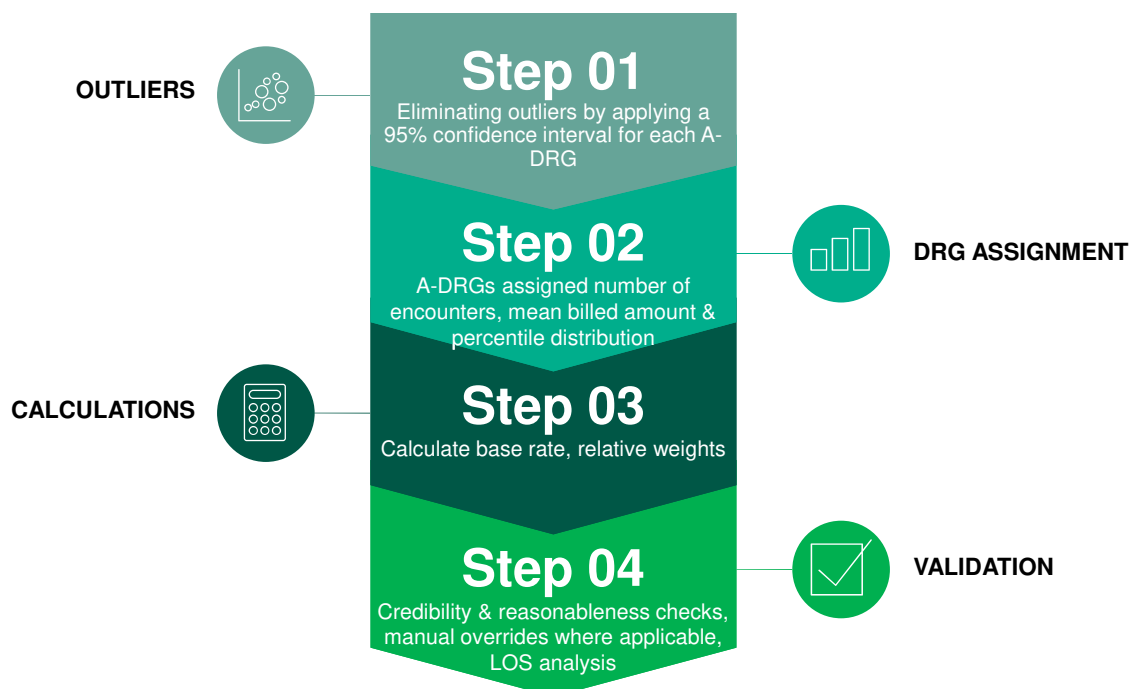 OUTLIERS
Step 01
Eliminating outliers by applying a
95% confidence interval for each A-
DRG
Step 02
A-DRGs assigned number of
encounters, mean billed amount &
percentile distribution
DRG ASSIGNMENT
CALCULATIONS
Step 03
Calculate base rate, relative weights
Step 04
Credibility & reasonableness checks,
manual overrides where applicable,
LOS analysis
VALIDATION